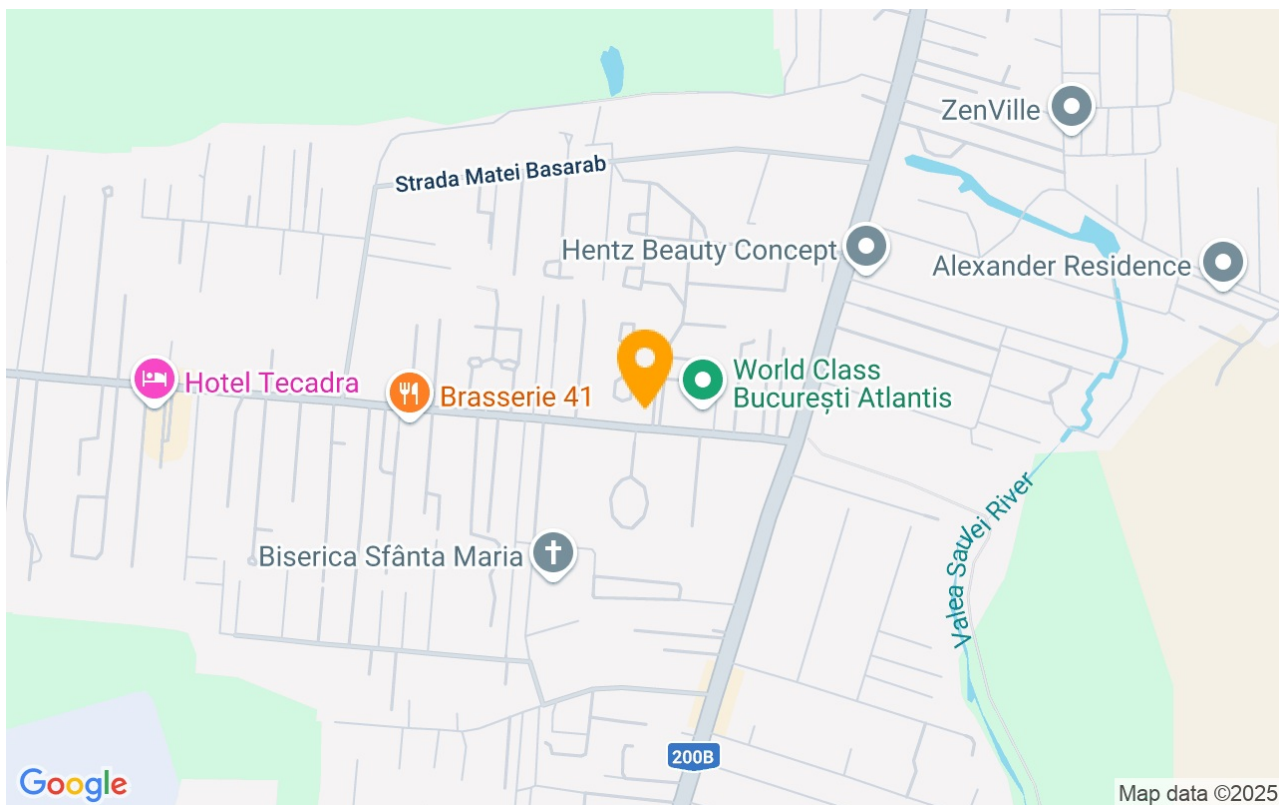 ZenVille
Strada Matei Basarab
Hentz Beauty Concept
Alexander Residence
Hotel Tecadra
Brasserie 41
World Class
București Atlantis
Valea Saulei River
Biserica Sfânta Maria
200B
Google
Map data ©2025